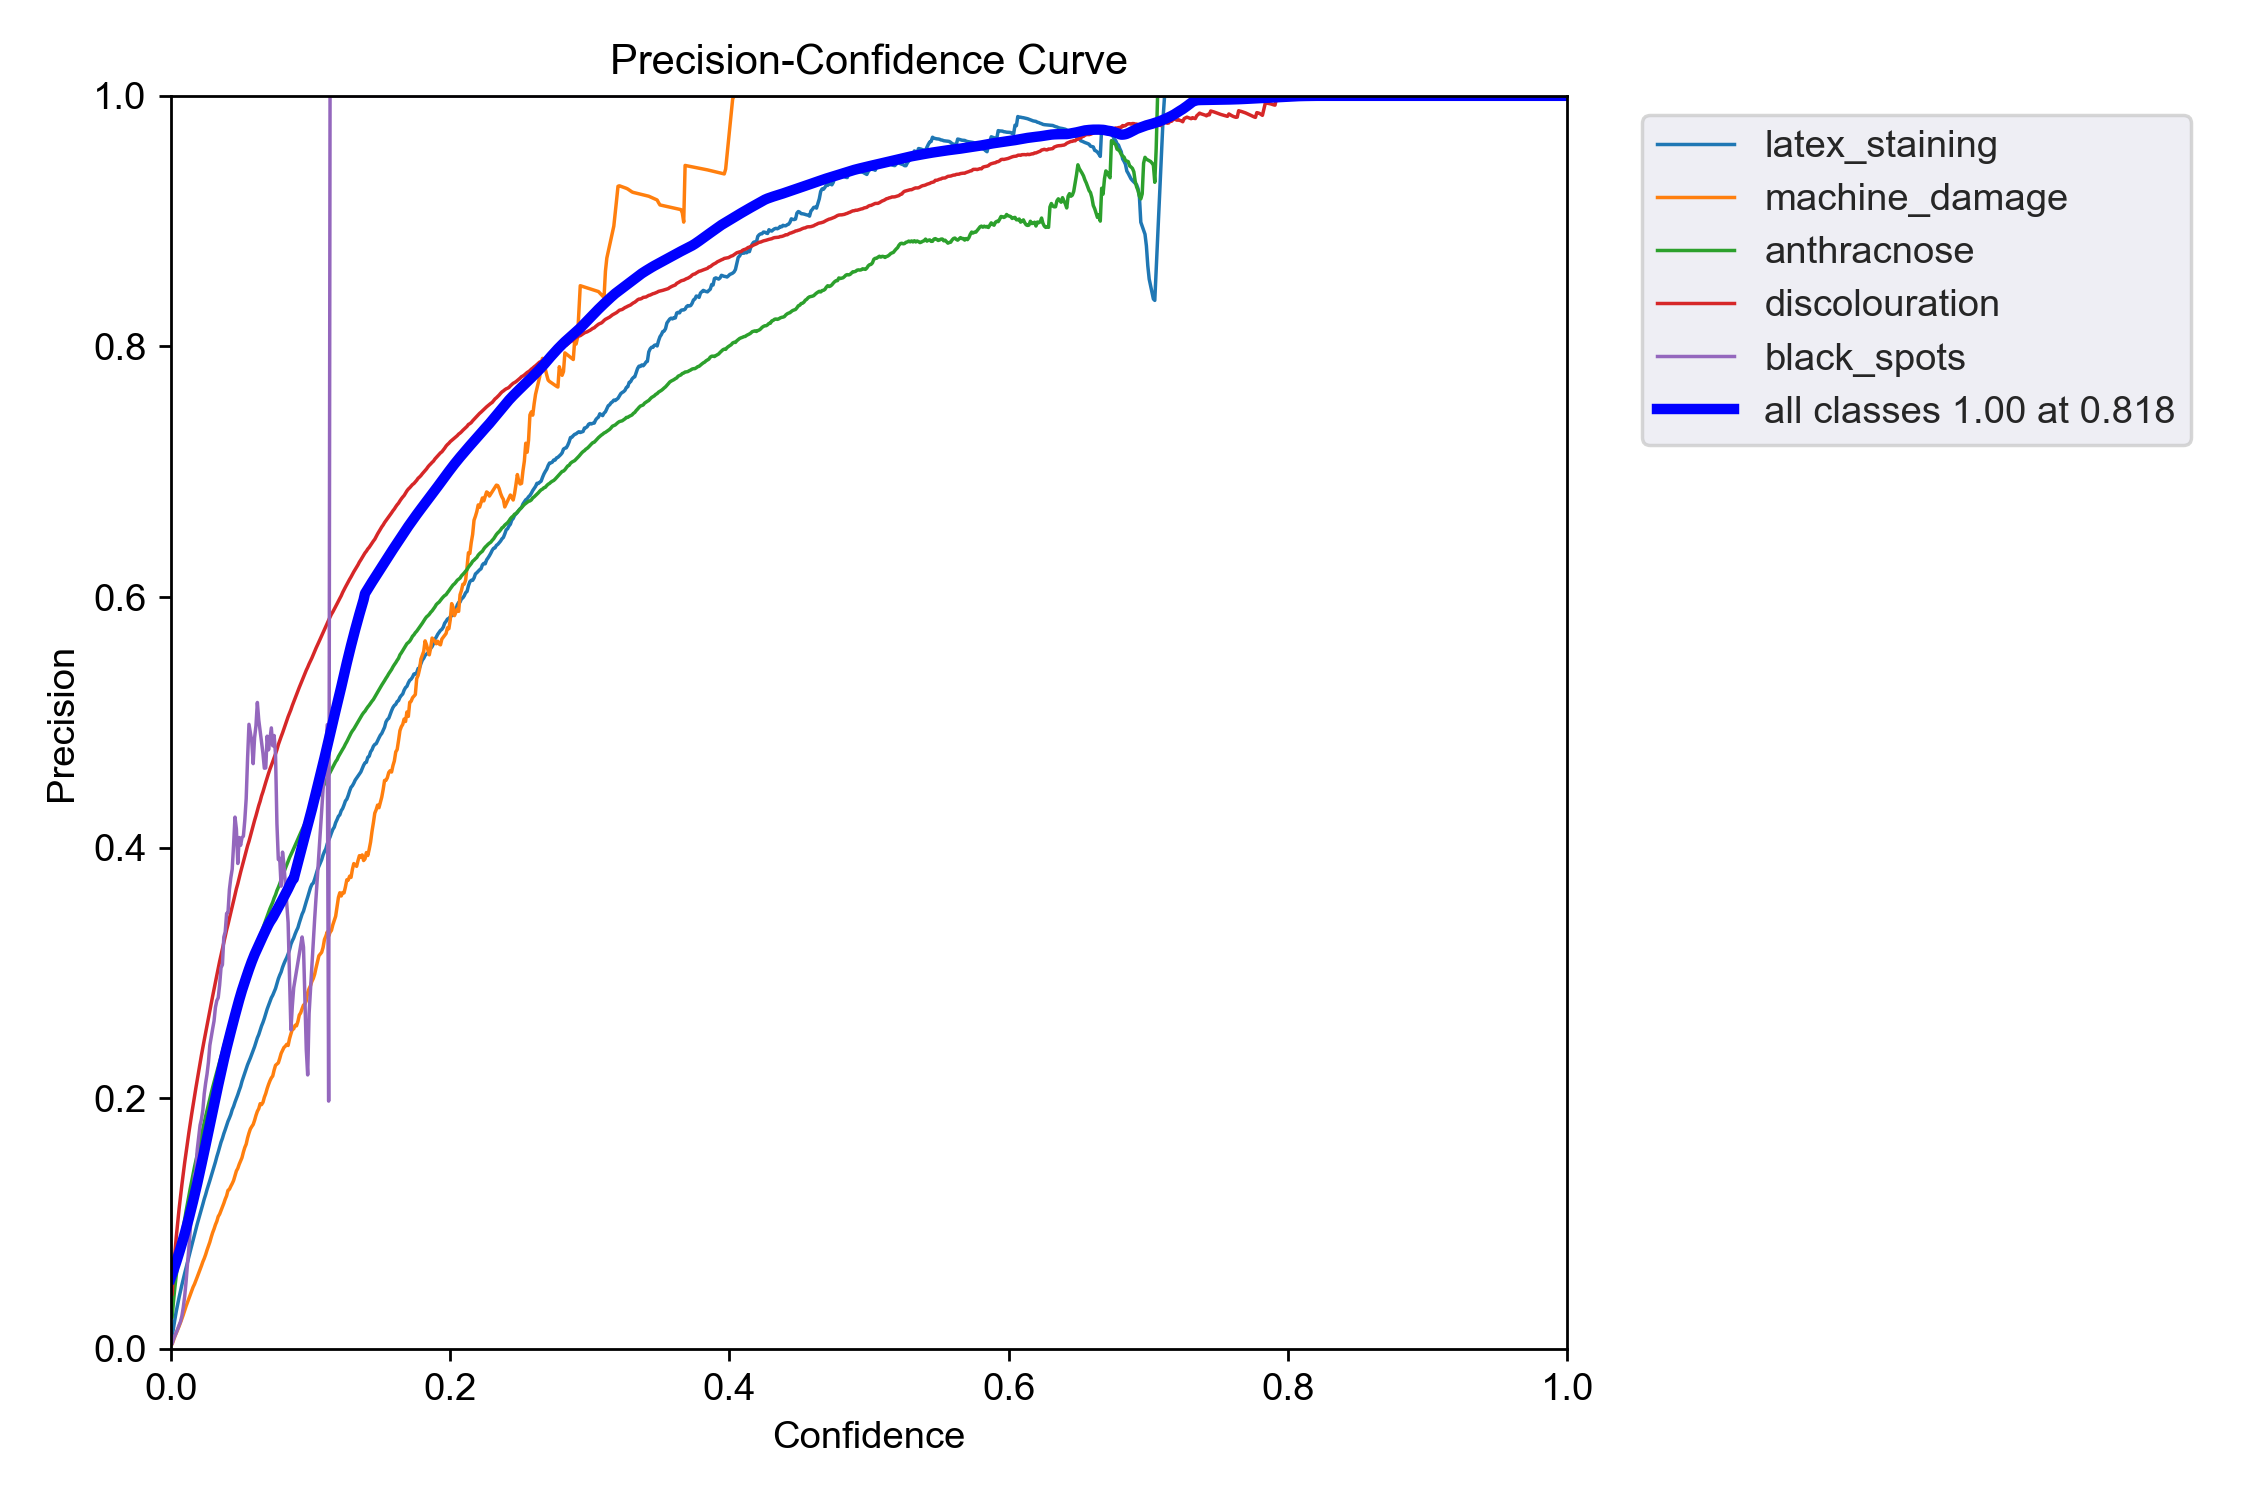 Precision-Confidence Curve
1.0
0.8
0.6
0.4
0.2
0.0
Precision
0.0 0.2 0.4 0.6 0.8 1.0
Confidence
latex_staining
machine_damage
anthracnose
discolouration
black_spots
all classes 1.00 at 0.818